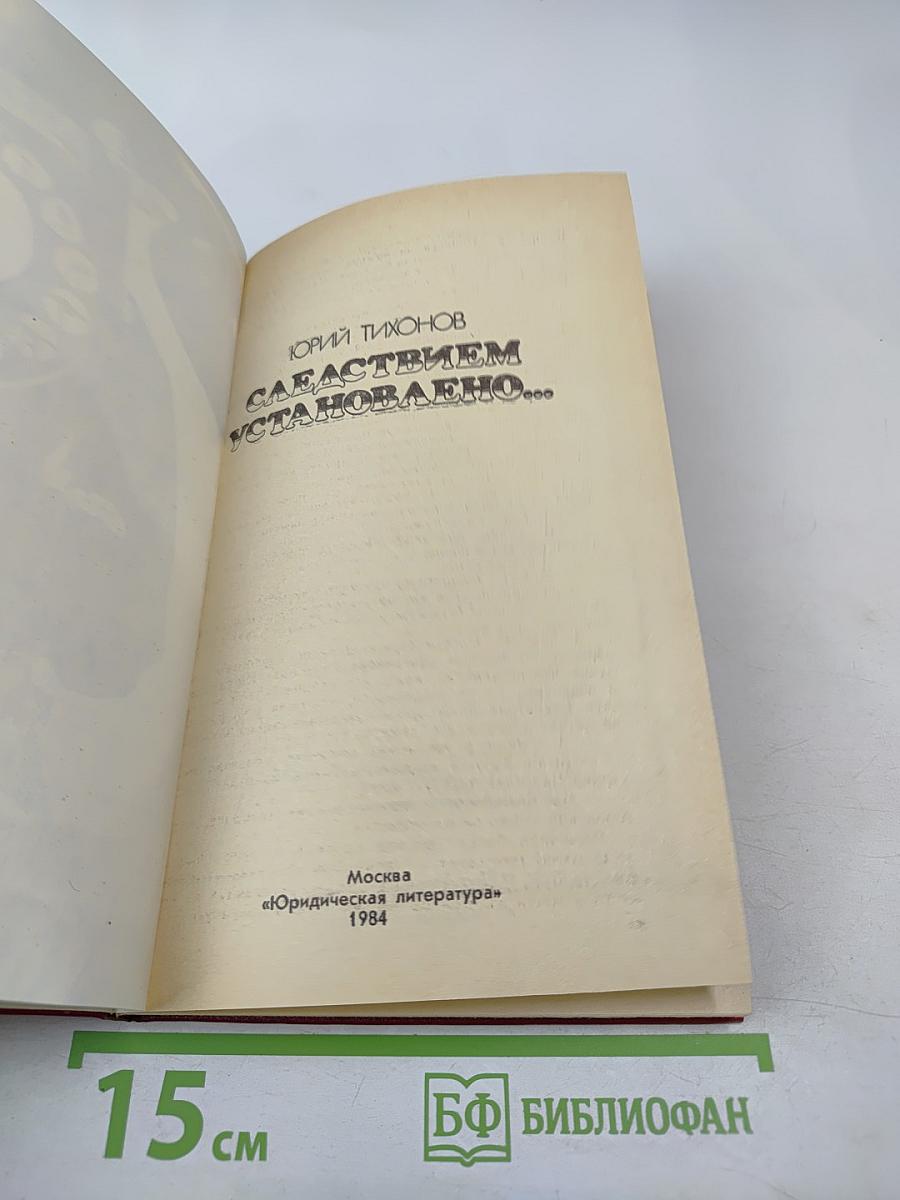 ЮРИЙ ТИХОНОВ
СЛЕДСТВИЕМ
УСТАНОВЛЕНО...
Москва
«Юридическая литература»
1984
15 см
БФ БИБЛИОФАН